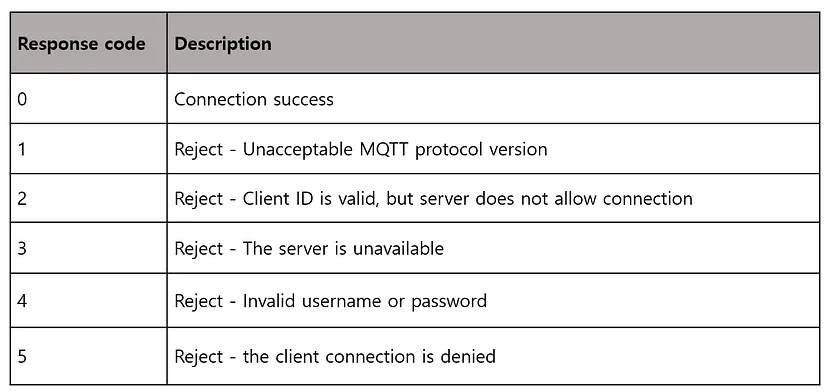 Response code Description
0 Connection success
1 Reject - Unacceptable MQTT protocol version
2 Reject - Client ID is valid, but server does not allow connection
3 Reject - The server is unavailable
4 Reject - Invalid username or password
5 Reject - the client connection is denied